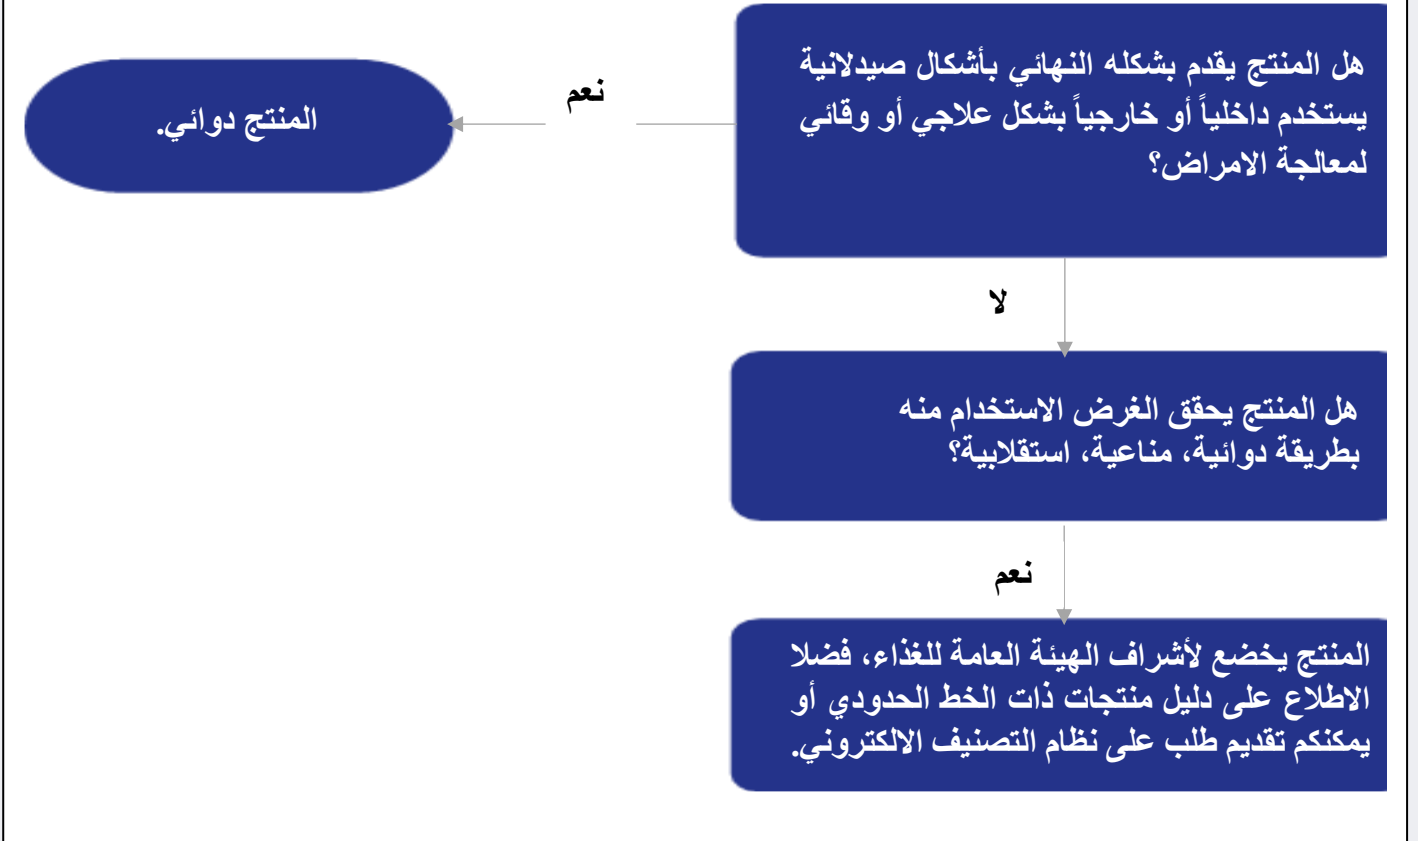 هل المنتج يقدم بشكله النهائي بأشكال صيدلانية
يستخدم داخلياً أو خارجياً بشكل علاجي أو وقائي
لمعالجة الامراض؟
نعم
المنتج دوائي.
لا
هل المنتج يحقق الغرض الاستخدام منه
بطريقة دوائية، مناعية، استقلابية؟
نعم
المنتج يخضع لأشراف الهيئة العامة للغذاء، فضلا
الاطلاع على دليل منتجات ذات الخط الحدودي أو
يمكنكم تقديم طلب على نظام التصنيف الالكتروني.